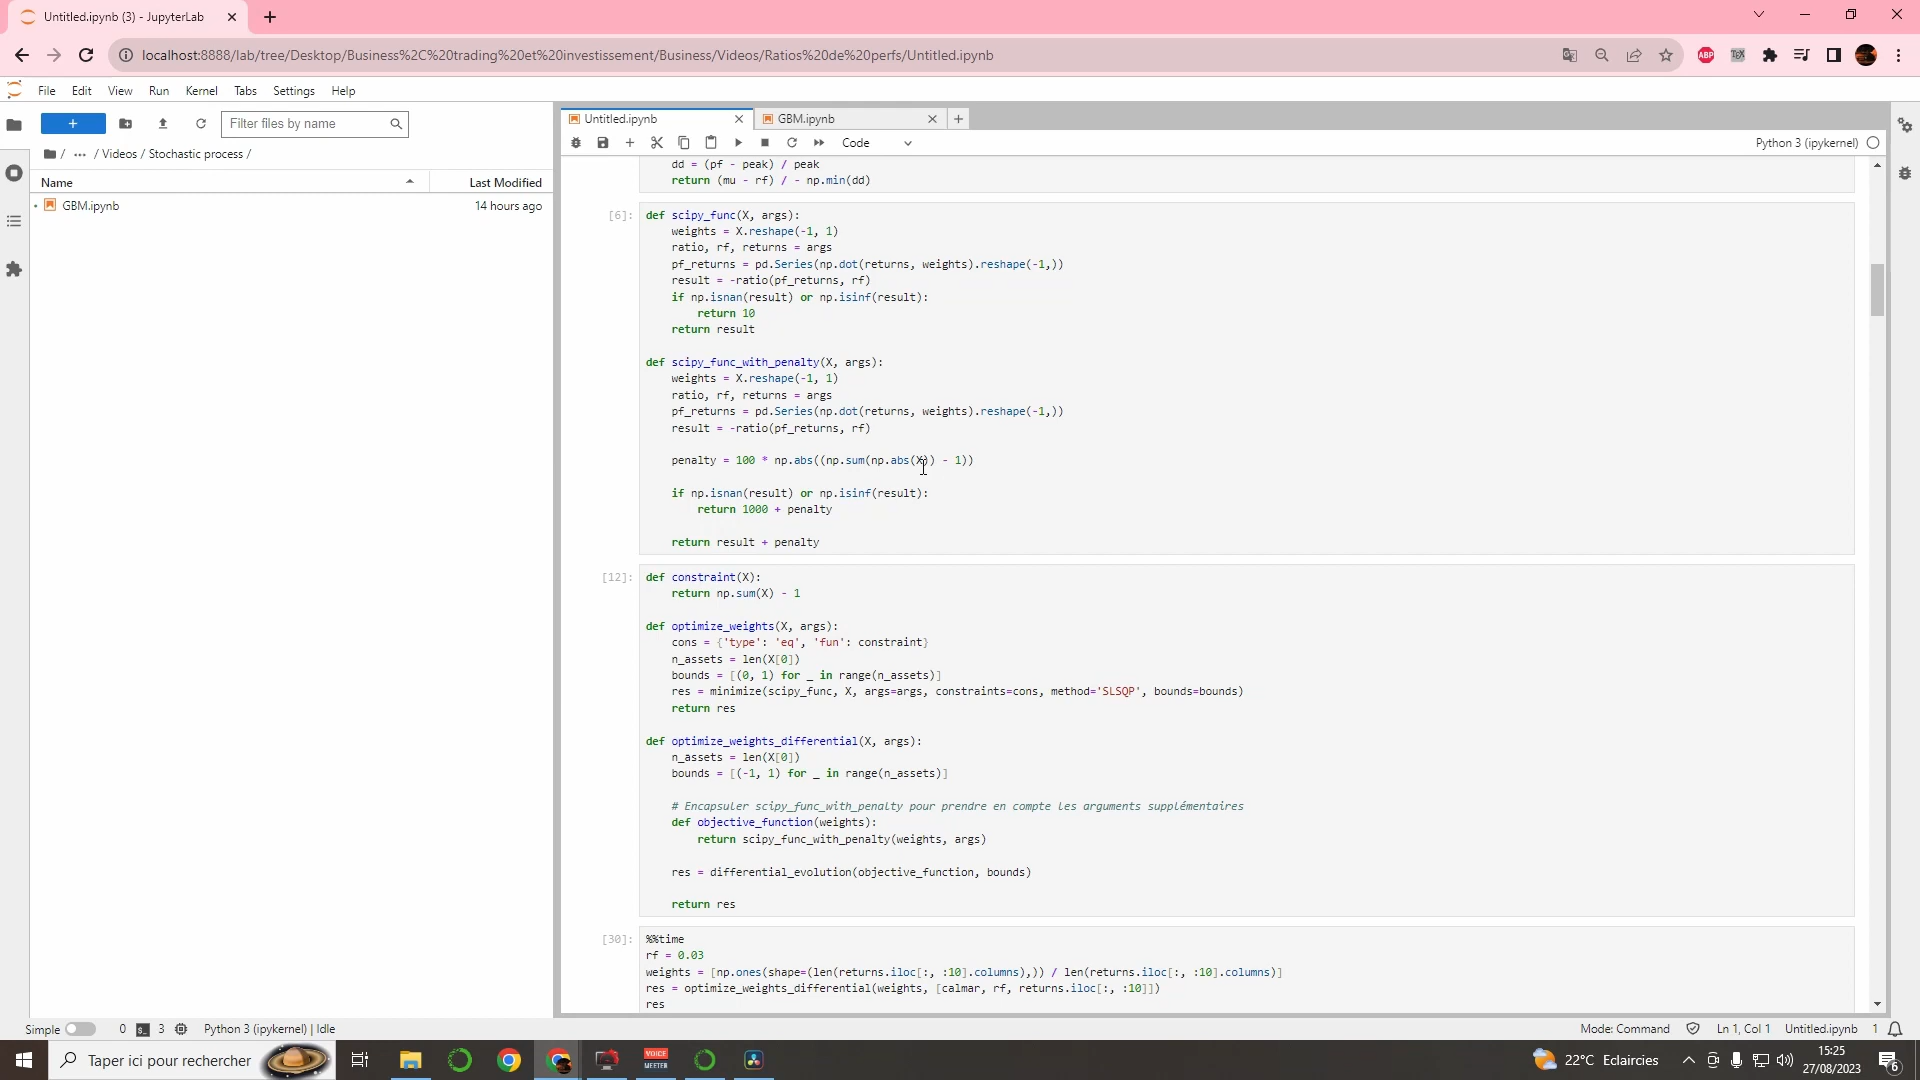 Untitled.ipynb (3) - JupyterLab
localhost:8888/lab/tree/Desktop/Business%2C%20trading%20et%20investissement/Business/Videos/Ratios%20de%20perfs/Untitled.ipynb
ABP
TeX
File Edit View Run Kernel Tabs Settings Help
Filter files by name
/ ... / Videos / Stochastic process /
Name Last Modified
GBM.ipynb 14 hours ago
Untitled.ipynb GBM.ipynb
Code Python 3 (ipykernel)
dd = (pf - peak) / peak
return (mu - rf) / - np.min(dd)
[6]: def scipy_func(X, args):
weights = X.reshape(-1, 1)
ratio, rf, returns = args
pf_returns = pd.Series(np.dot(returns, weights).reshape(-1,))
result = -ratio(pf_returns, rf)
if np.isnan(result) or np.isinf(result):
return 10
return result
def scipy_func_with_penalty(X, args):
weights = X.reshape(-1, 1)
ratio, rf, returns = args
pf_returns = pd.Series(np.dot(returns, weights).reshape(-1,))
result = -ratio(pf_returns, rf)
penalty = 100 * np.abs((np.sum(np.abs(X)) - 1))
if np.isnan(result) or np.isinf(result):
return 1000 + penalty
return result + penalty
[12]: def constraint(X):
return np.sum(X) - 1
def optimize_weights(X, args):
cons = {'type': 'eq', 'fun': constraint}
n_assets = len(X[0])
bounds = [(0, 1) for _ in range(n_assets)]
res = minimize(scipy_func, X, args=args, constraints=cons, method='SLSQP', bounds=bounds)
return res
def optimize_weights_differential(X, args):
n_assets = len(X[0])
bounds = [(-1, 1) for _ in range(n_assets)]
# Encapsuler scipy_func_with_penalty pour prendre en compte les arguments supplémentaires
def objective_function(weights):
return scipy_func_with_penalty(weights, args)
res = differential_evolution(objective_function, bounds)
return res
[30]: %%time
rf = 0.03
weights = [np.ones(shape=(len(returns.iloc[:, :10].columns),)) / len(returns.iloc[:, :10].columns)]
res = optimize_weights_differential(weights, [calmar, rf, returns.iloc[:, :10]])
res
Simple 0 3 Python 3 (ipykernel) | Idle Mode: Command Ln 1, Col 1 Untitled.ipynb 1
Taper ici pour rechercher
VOICE
MEETER
22°C Eclaircies
15:25
27/08/2023
6